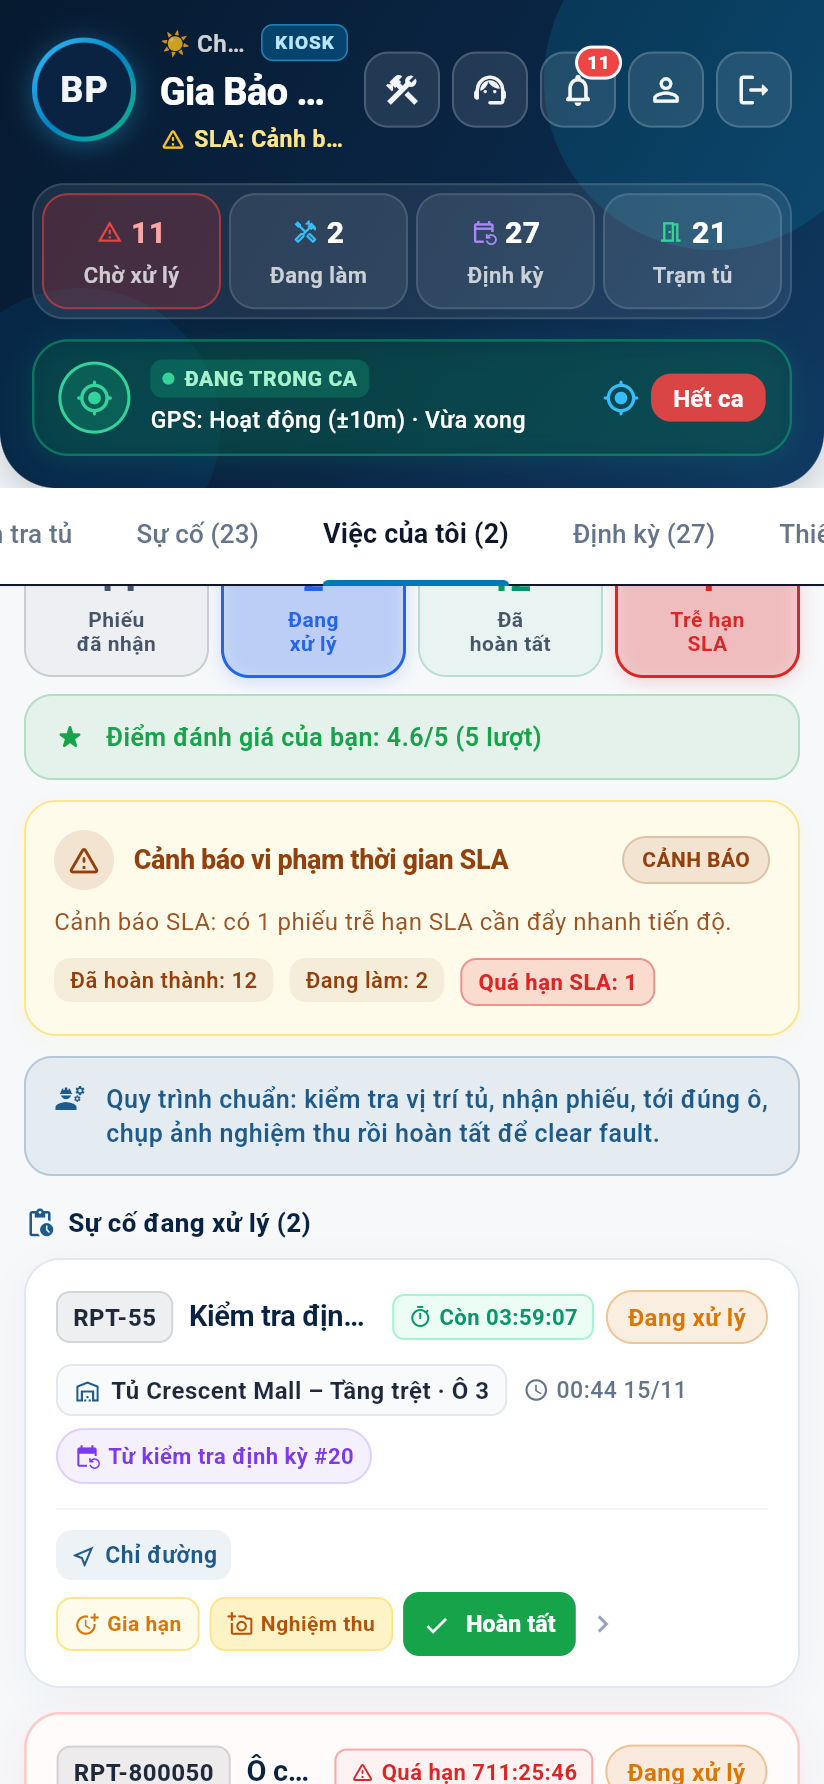 BP
Ch...
KIOSK
Gia Bảo ...
SLA: Cảnh b...
11
11
Chờ xử lý
2
Đang làm
27
Định kỳ
21
Trạm tủ
ĐANG TRONG CA
GPS: Hoạt động (±10m) · Vừa xong
Hết ca
tra tủ
Sự cố (23)
Việc của tôi (2)
Định kỳ (27)
Phiếu
đã nhận
Đang
xử lý
Đã
hoàn tất
Trễ hạn
SLA
Điểm đánh giá của bạn: 4.6/5 (5 lượt)
Cảnh báo vi phạm thời gian SLA
CẢNH BÁO
Cảnh báo SLA: có 1 phiếu trễ hạn SLA cần đẩy nhanh tiến độ.
Đã hoàn thành: 12
Đang làm: 2
Quá hạn SLA: 1
Quy trình chuẩn: kiểm tra vị trí tủ, nhận phiếu, tới đúng ô,
chụp ảnh nghiệm thu rồi hoàn tất để clear fault.
Sự cố đang xử lý (2)
RPT-55
Kiểm tra địn...
Còn 03:59:07
Đang xử lý
Tủ Crescent Mall – Tầng trệt · Ô 3
00:44 15/11
Từ kiểm tra định kỳ #20
Chỉ đường
Gia hạn
Nghiệm thu
Hoàn tất
RPT-800050
Ô c...
Quá hạn 711:25:46
Đang xử lý